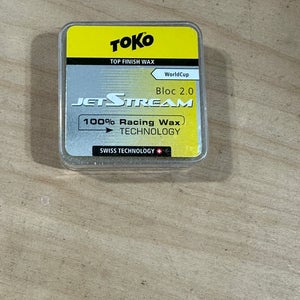 TOKO
TOP FINISH WAX
WorldCup
Bloc 2.0
JETSTREAM
100% Racing Wax
TECHNOLOGY
SWISS TECHNOLOGY